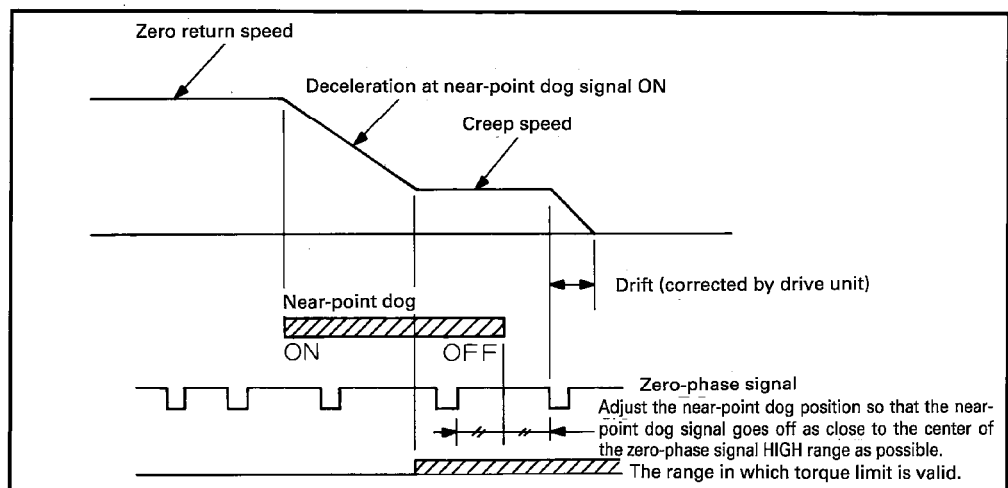 Zero return speed
Deceleration at near-point dog signal ON
Creep speed
Drift (corrected by drive unit)
Near-point dog
ON OFF
Zero-phase signal
Adjust the near-point dog position so that the near-
point dog signal goes off as close to the center
of the zero-phase signal HIGH range as possible.
The range in which torque limit is valid.